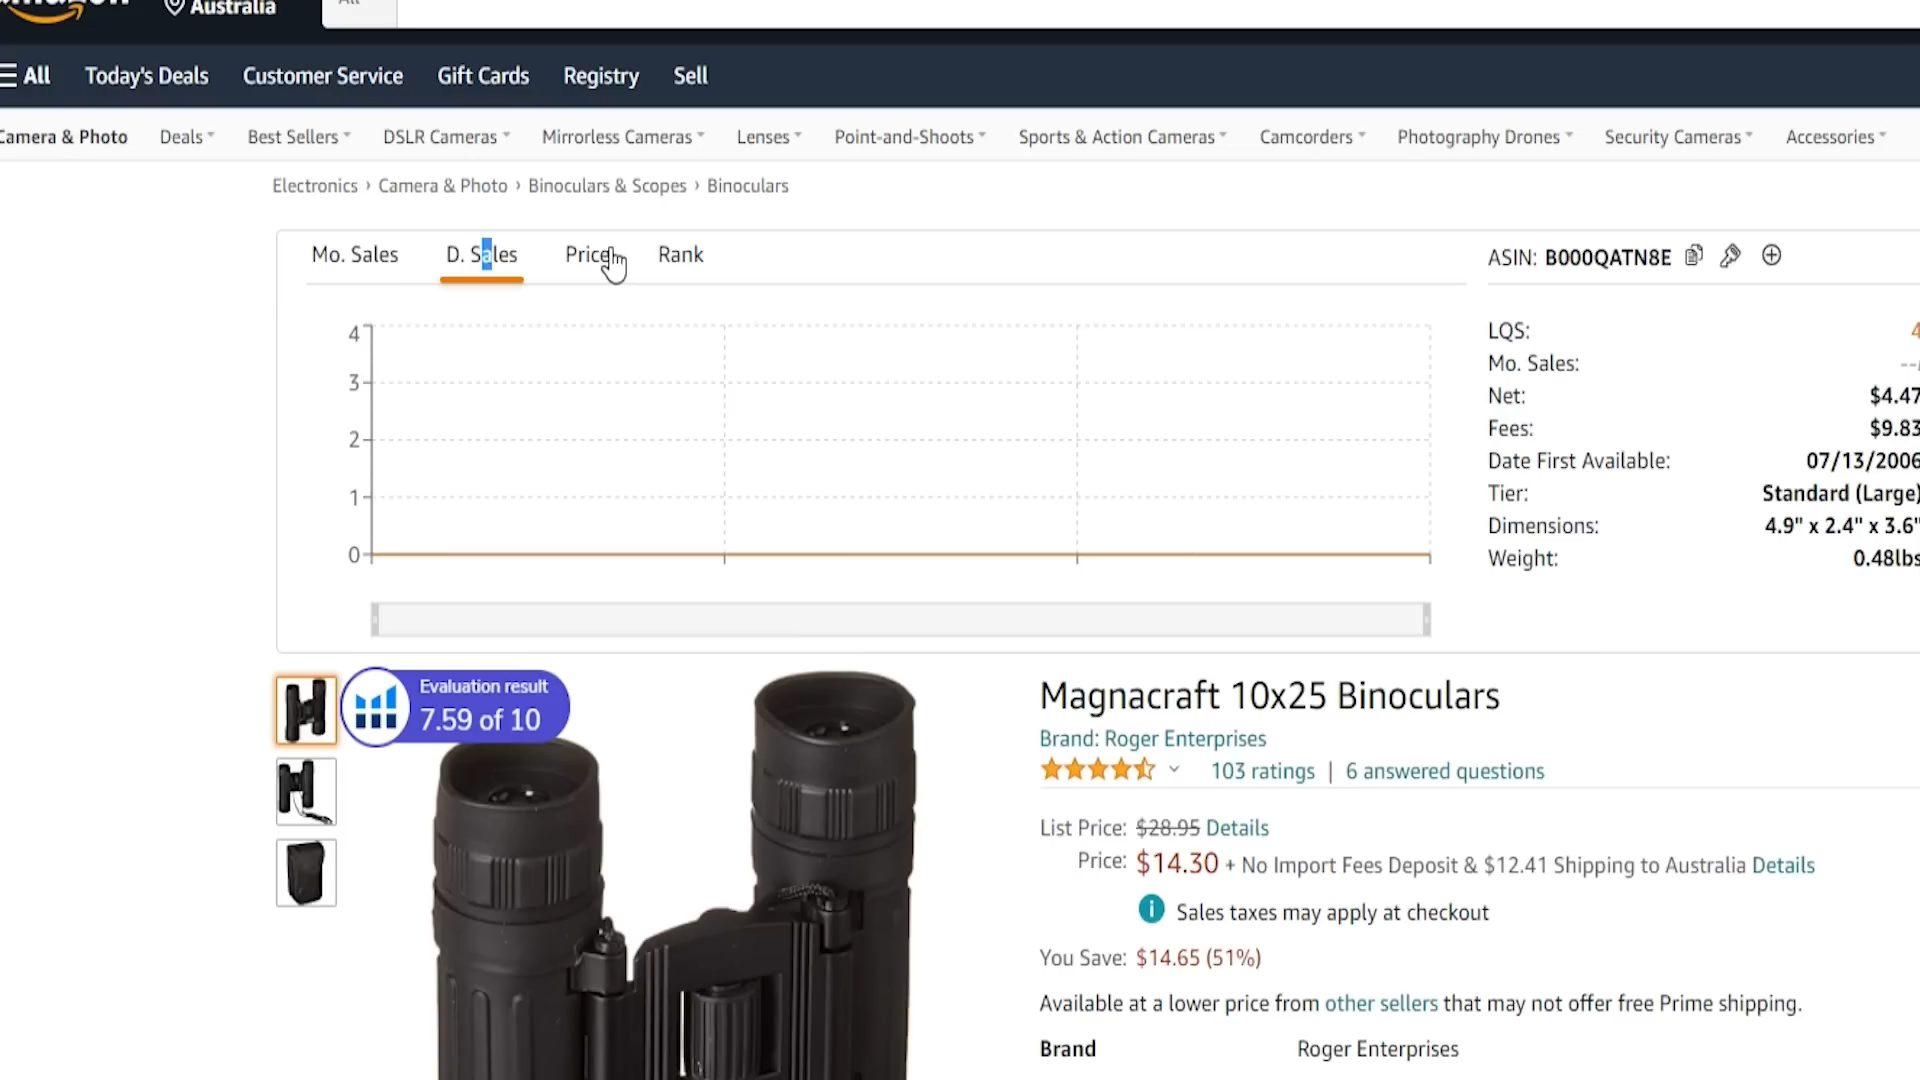 Australia
All
All
Today's Deals
Customer Service
Gift Cards
Registry
Sell
Camera & Photo
Deals
Best Sellers
DSLR Cameras
Mirrorless Cameras
Lenses
Point-and-Shoots
Sports & Action Cameras
Camcorders
Photography Drones
Security Cameras
Accessories
Electronics › Camera & Photo › Binoculars & Scopes › Binoculars
Mo. Sales
D. Sales
Price
Rank
ASIN: B000QATN8E
4
3
2
1
0
LQS: 4
Mo. Sales: --
Net: $4.47
Fees: $9.83
Date First Available: 07/13/2006
Tier: Standard (Large)
Dimensions: 4.9" x 2.4" x 3.6"
Weight: 0.48lbs
Evaluation result
7.59 of 10
Magnacraft 10x25 Binoculars
Brand: Roger Enterprises
103 ratings | 6 answered questions
List Price: $28.95 Details
Price: $14.30 + No Import Fees Deposit & $12.41 Shipping to Australia Details
Sales taxes may apply at checkout
You Save: $14.65 (51%)
Available at a lower price from other sellers that may not offer free Prime shipping.
Brand Roger Enterprises